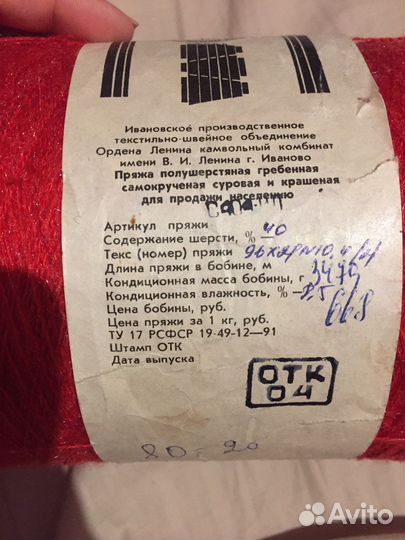 Ивановское производственное
текстильно-швейное объединение
Ордена Ленина камвольный комбинат
имени В. И. Ленина г. Иваново
Пряжа полушерстяная гребенная
самокрученая суровая и крашеная
для продажи населению
Артикул пряжи
Содержание шерсти, % 40
Текс (номер) пряжи
Длина пряжи в бобине, м
Кондиционная масса бобины, г
Кондиционная влажность, %
668
Цена бобины, руб.
Цена пряжи за 1 кг, руб.
ТУ 17 РСФСР 19-49-12—91
Штамп ОТК
Дата выпуска
ОТК
04
80-20
Avito